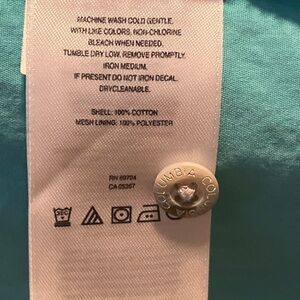 MACHINE WASH COLD GENTLE.
WITH LIKE COLORS. NON-CHLORINE
BLEACH WHEN NEEDED.
TUMBLE DRY LOW. REMOVE PROMPTLY.
IRON MEDIUM.
IF PRESENT DO NOT IRON DECAL.
DRYCLEANABLE.
SHELL: 100% COTTON
MESH LINING: 100% POLYESTER
RN 69724
CA 05367
COLUMBIA COLUMBIA